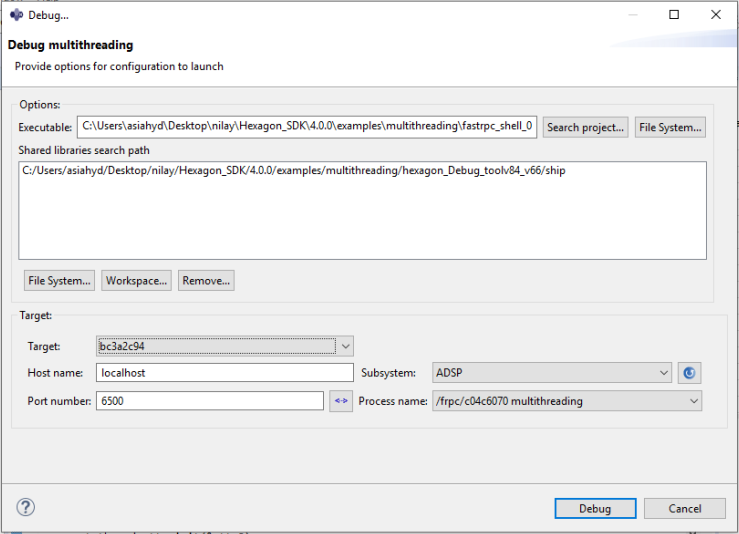 Debug...
Debug multithreading
Provide options for configuration to launch
Options:
Executable: C:\Users\asiahyd\Desktop\nilay\Hexagon_SDK\4.0.0\examples\multithreading\fastrpc_shell_0 Search project... File System...
Shared libraries search path
C:/Users/asiahyd/Desktop/nilay/Hexagon_SDK/4.0.0/examples/multithreading/hexagon_Debug_toolv84_v66/ship
File System... Workspace... Remove...
Target:
Target: bc3a2c94
Host name: localhost Subsystem: ADSP
Port number: 6500 Process name: /frpc/c04c6070 multithreading
Debug Cancel